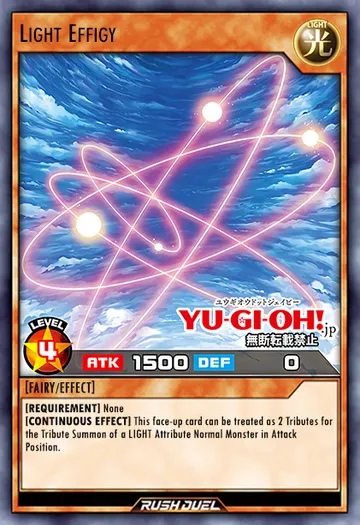 LIGHT EFFIGY
LIGHT
光
ユウギオウドットジェイピー
YU-GI-OH!.jp
無断転載禁止
LEVEL
4
ATK 1500 DEF 0
[FAIRY/EFFECT]
[REQUIREMENT] None
[CONTINUOUS EFFECT] This face-up card can be treated as 2 Tributes for
the Tribute Summon of a LIGHT Attribute Normal Monster in Attack
Position.
RUSH DUEL